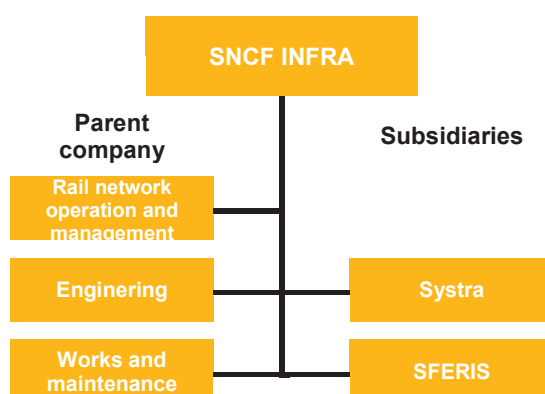 SNCF INFRA
Parent
company
Subsidiaries
Rail network
operation and
management
Enginering
Systra
Works and
maintenance
SFERIS